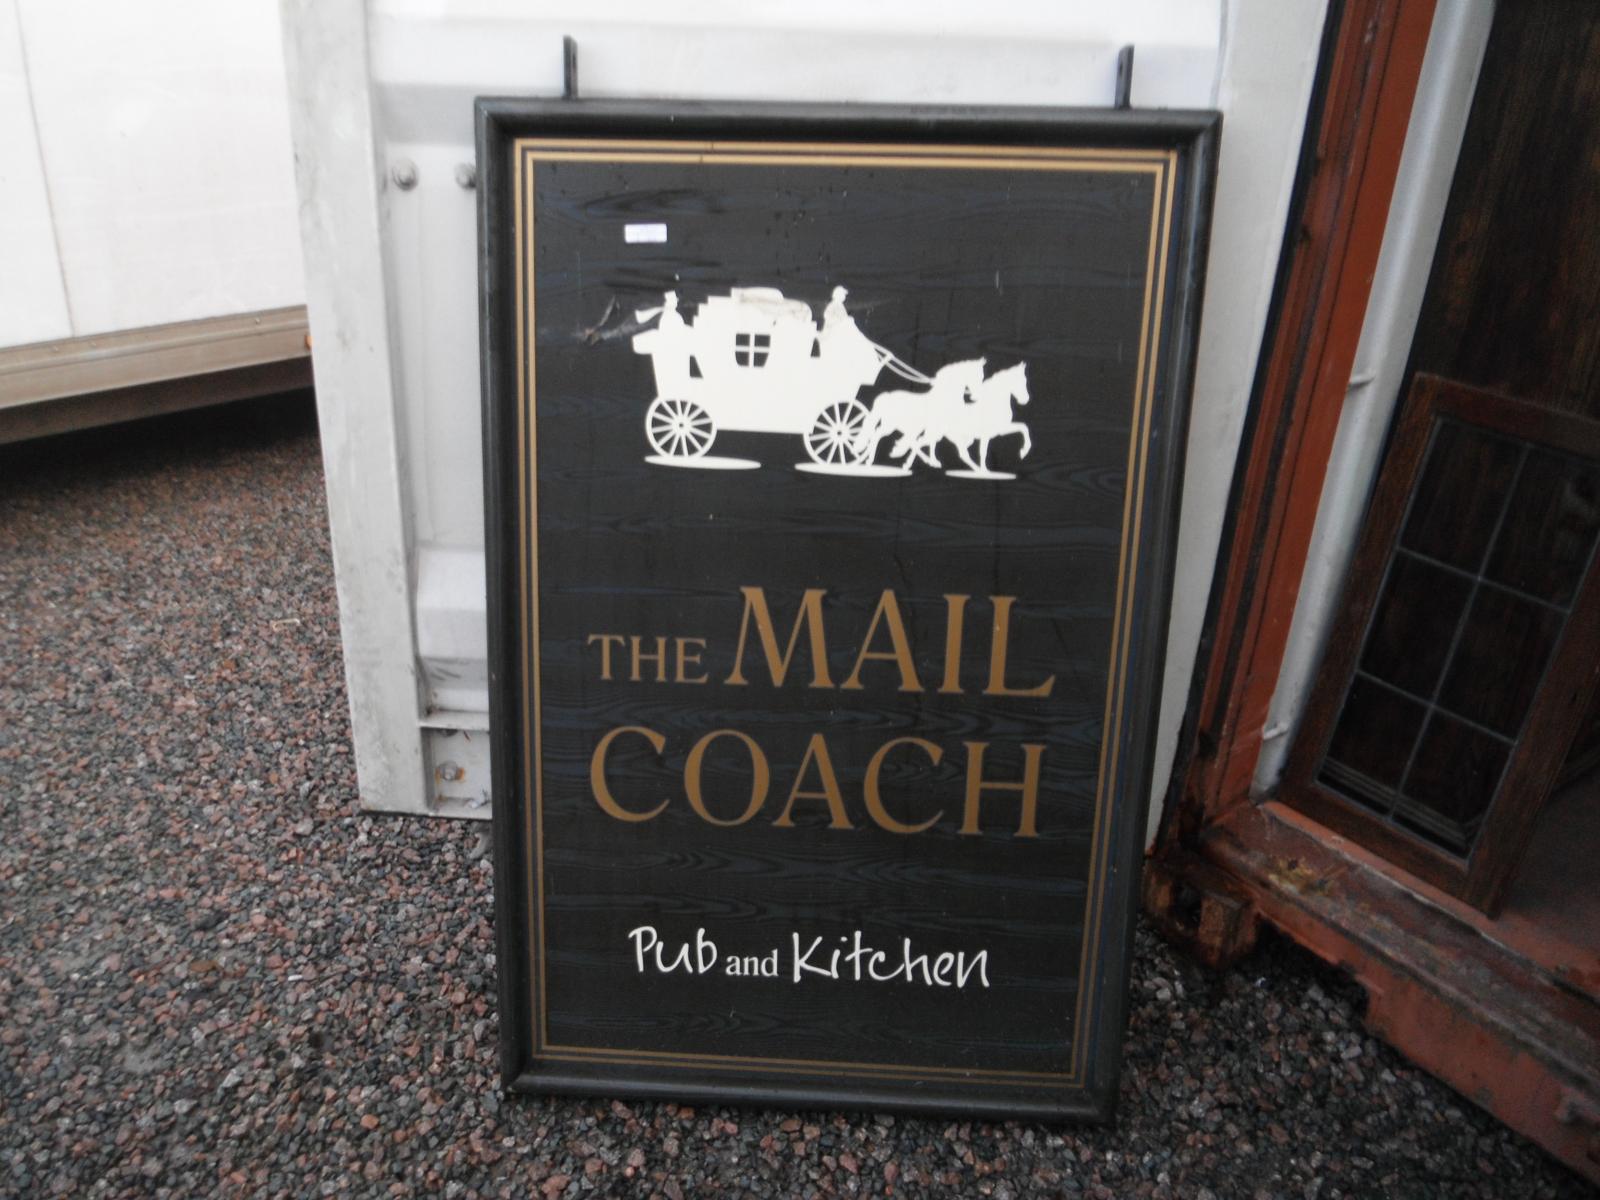 THE MAIL
COACH
Pub and Kitchen